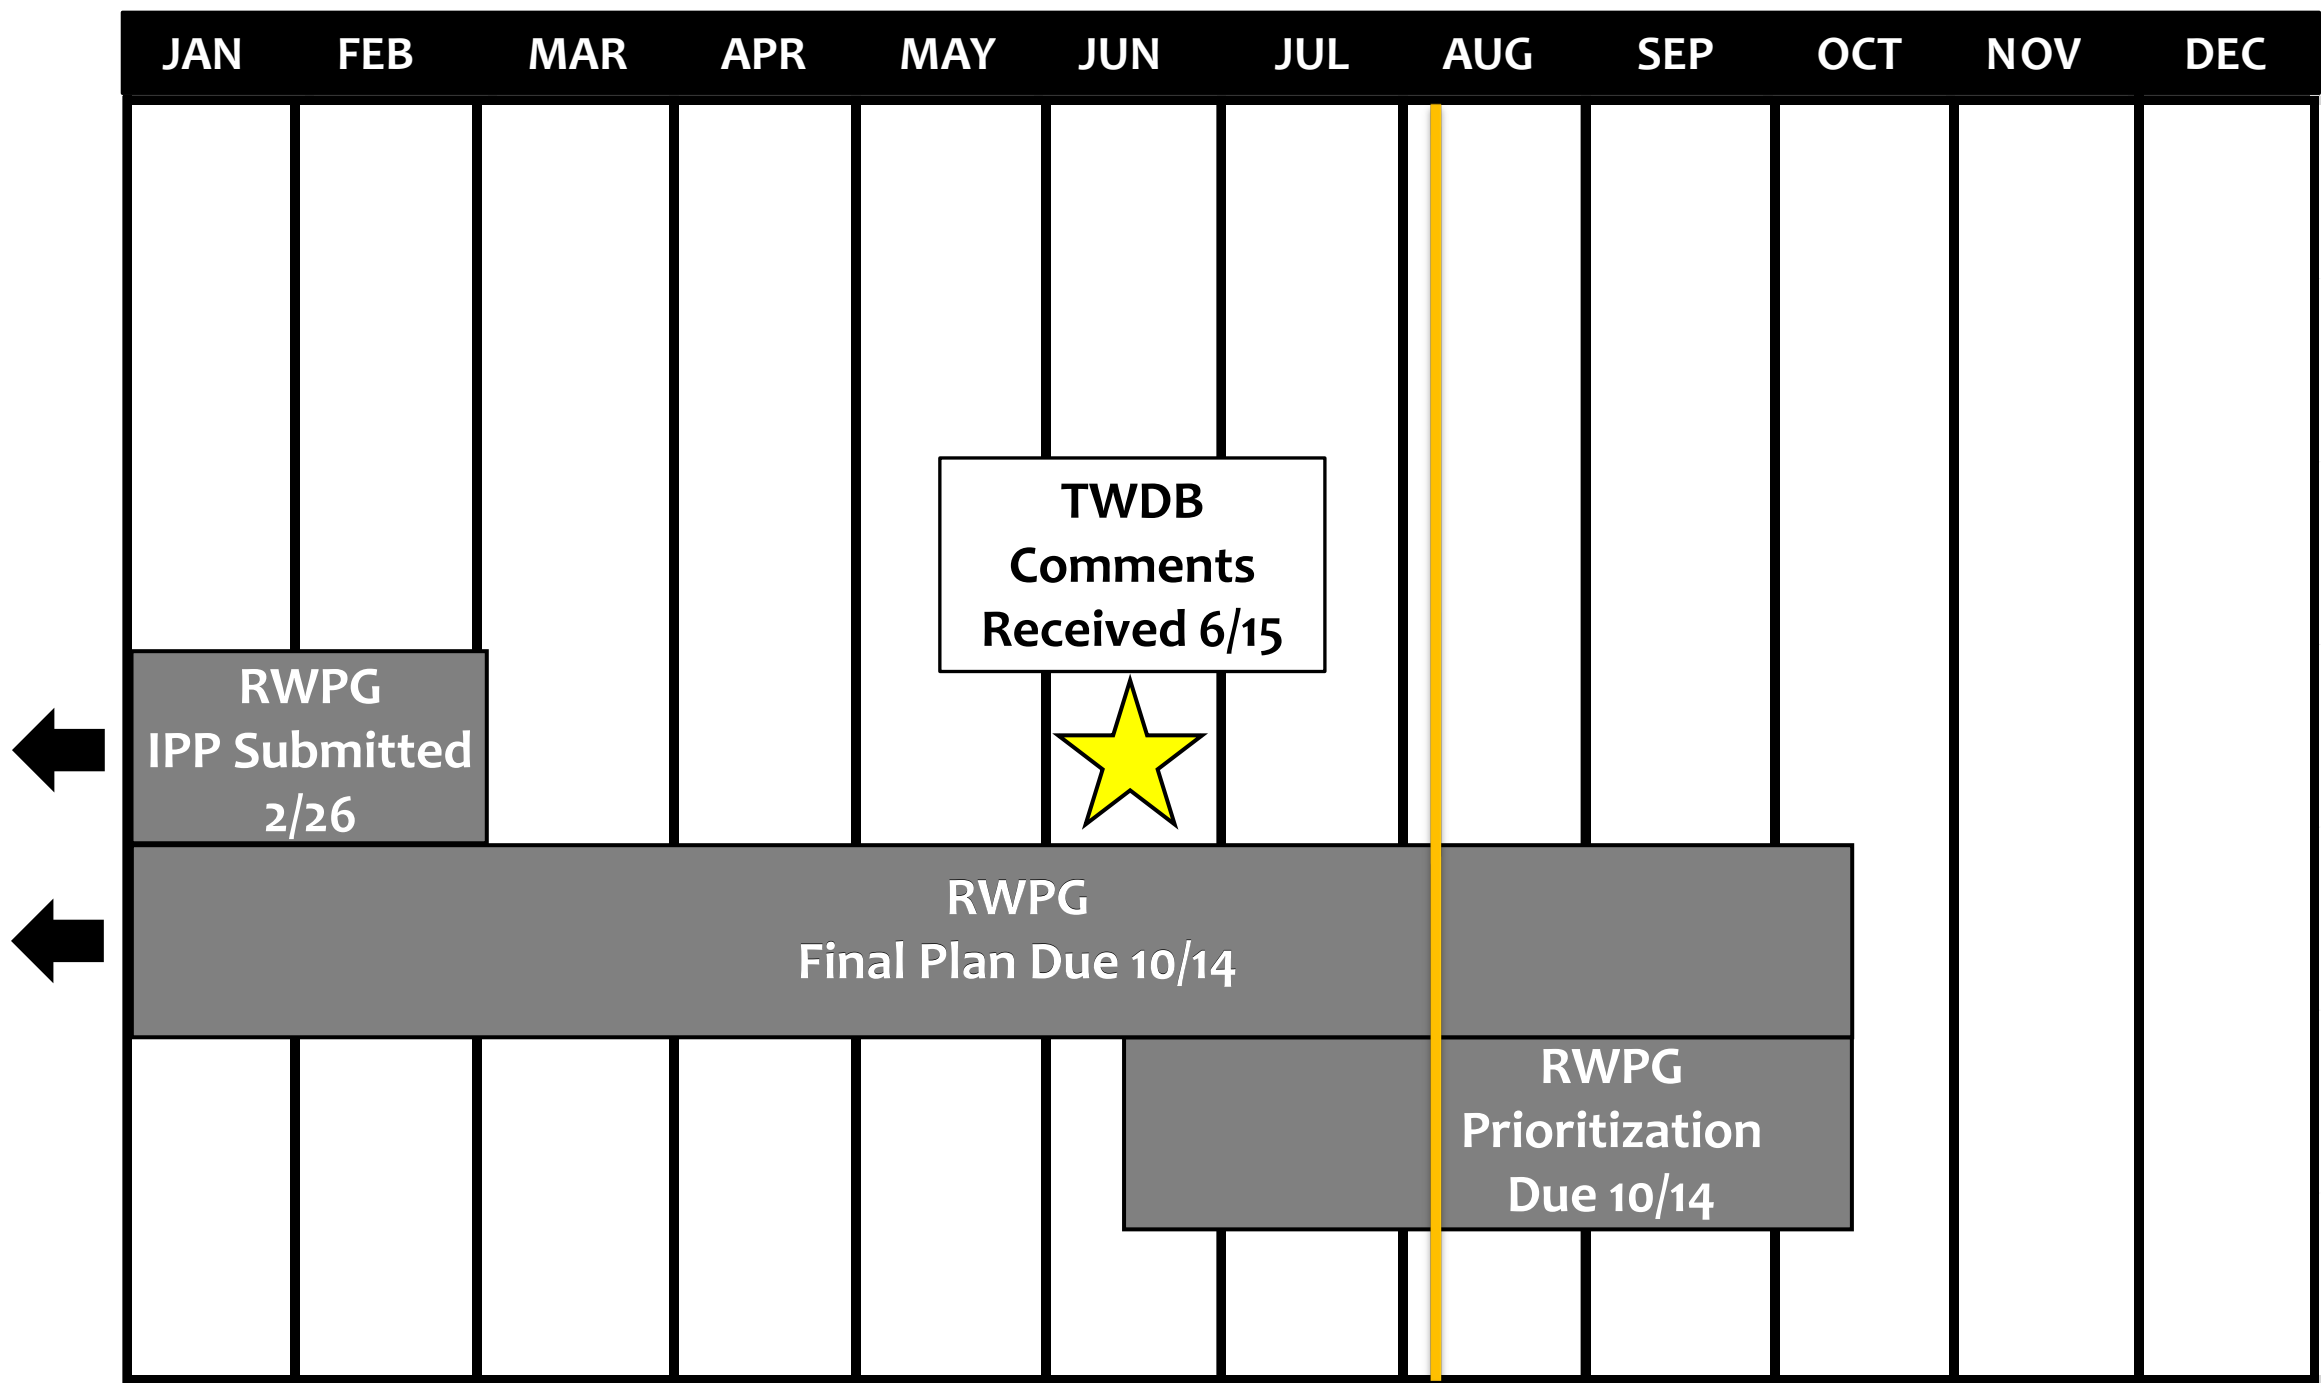 JAN FEB MAR APR MAY JUN JUL AUG SEP OCT NOV DEC
TWDB
Comments
Received 6/15
RWPG
IPP Submitted
2/26
RWPG
Final Plan Due 10/14
RWPG
Prioritization
Due 10/14